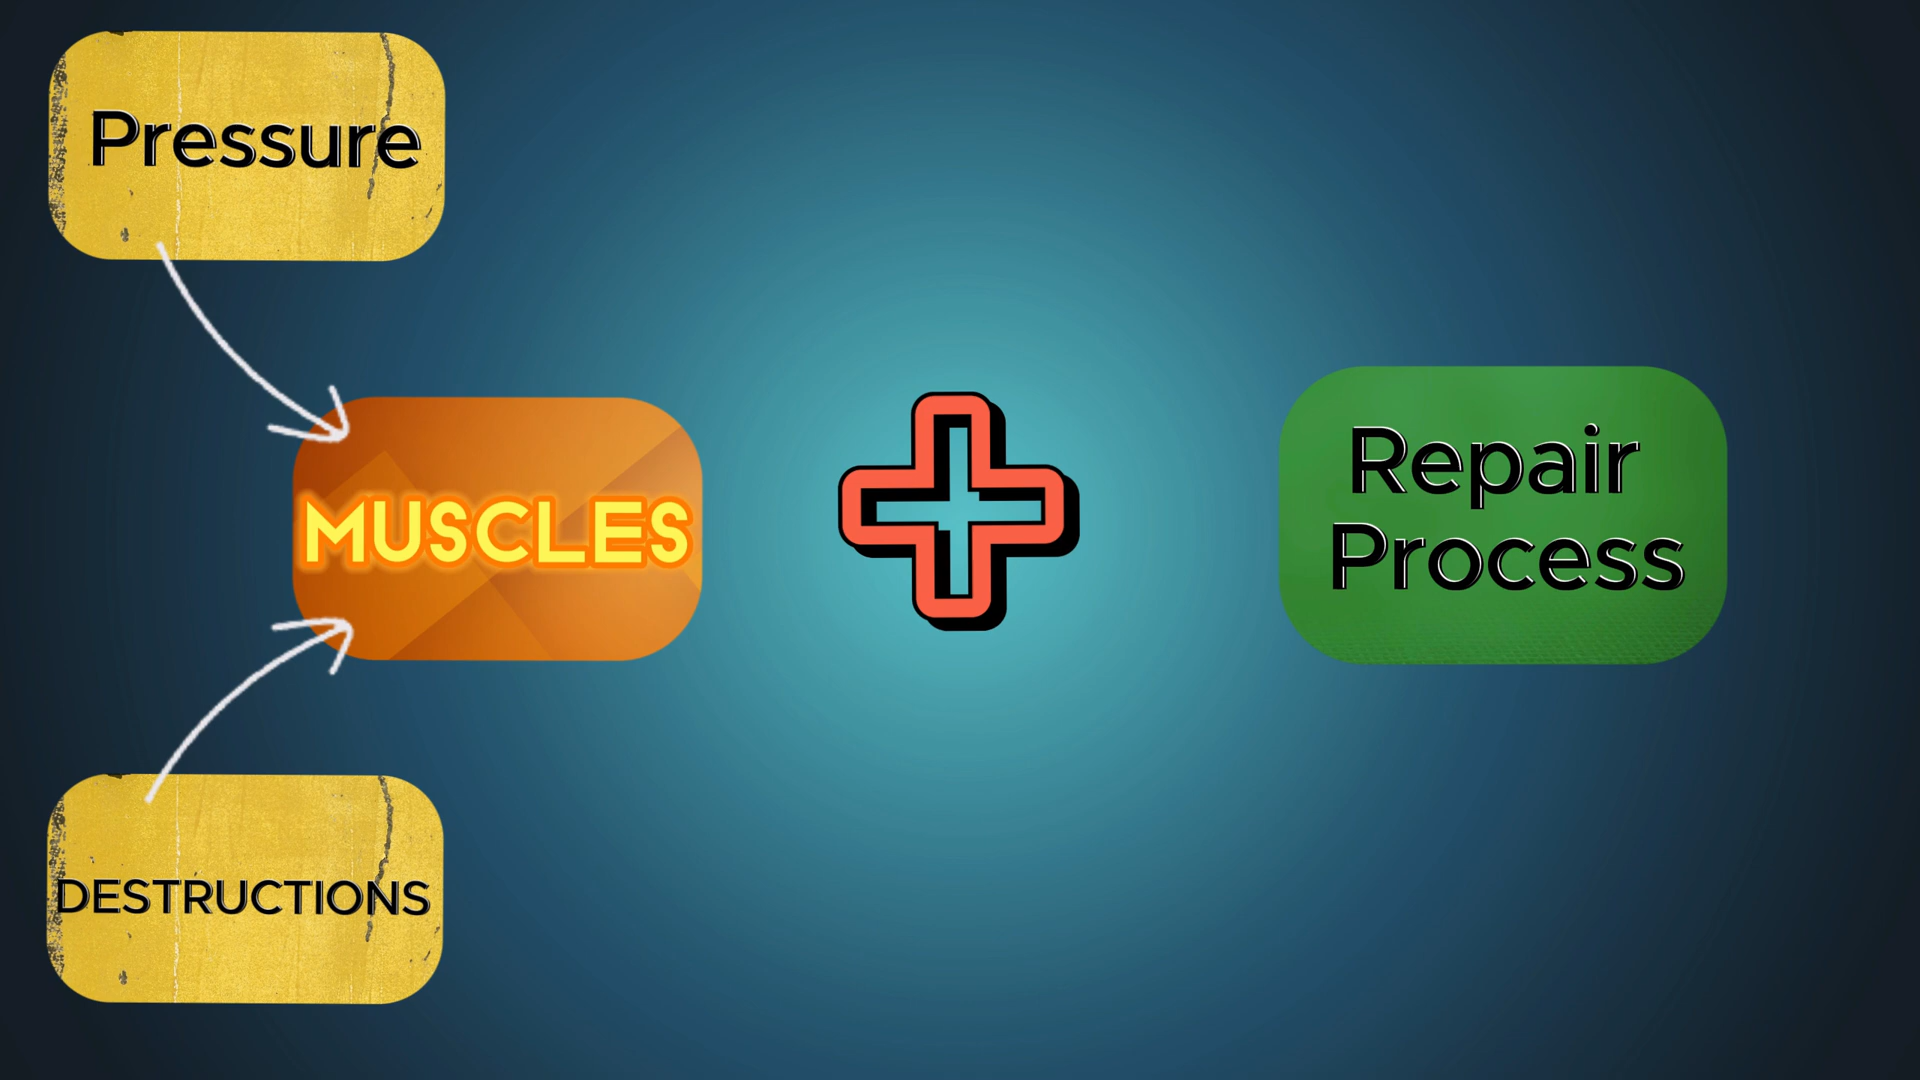 Pressure
MUSCLES
DESTRUCTIONS
Repair
Process